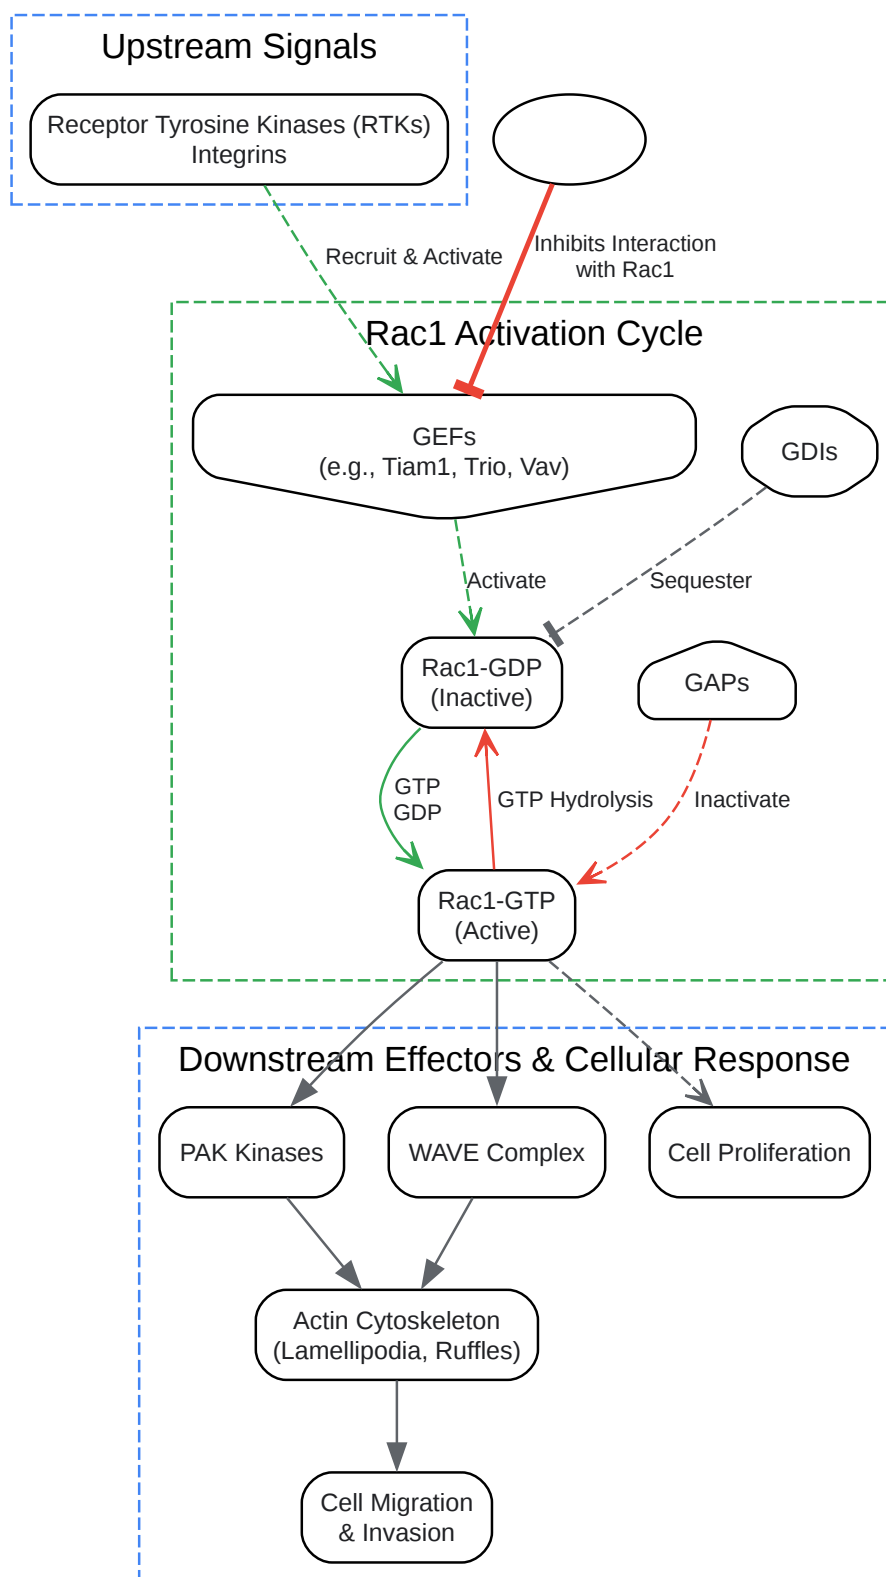 Upstream Signals
Receptor Tyrosine Kinases (RTKs)
Integrins
Recruit & Activate
Inhibits Interaction
with Rac1
Rac1 Activation Cycle
GEFs
(e.g., Tiam1, Trio, Vav)
GDIs
Activate
Sequester
Rac1-GDP
(Inactive)
GAPs
GTP
GDP
GTP Hydrolysis
Inactivate
Rac1-GTP
(Active)
Downstream Effectors & Cellular Response
PAK Kinases
WAVE Complex
Cell Proliferation
Actin Cytoskeleton
(Lamellipodia, Ruffles)
Cell Migration
& Invasion